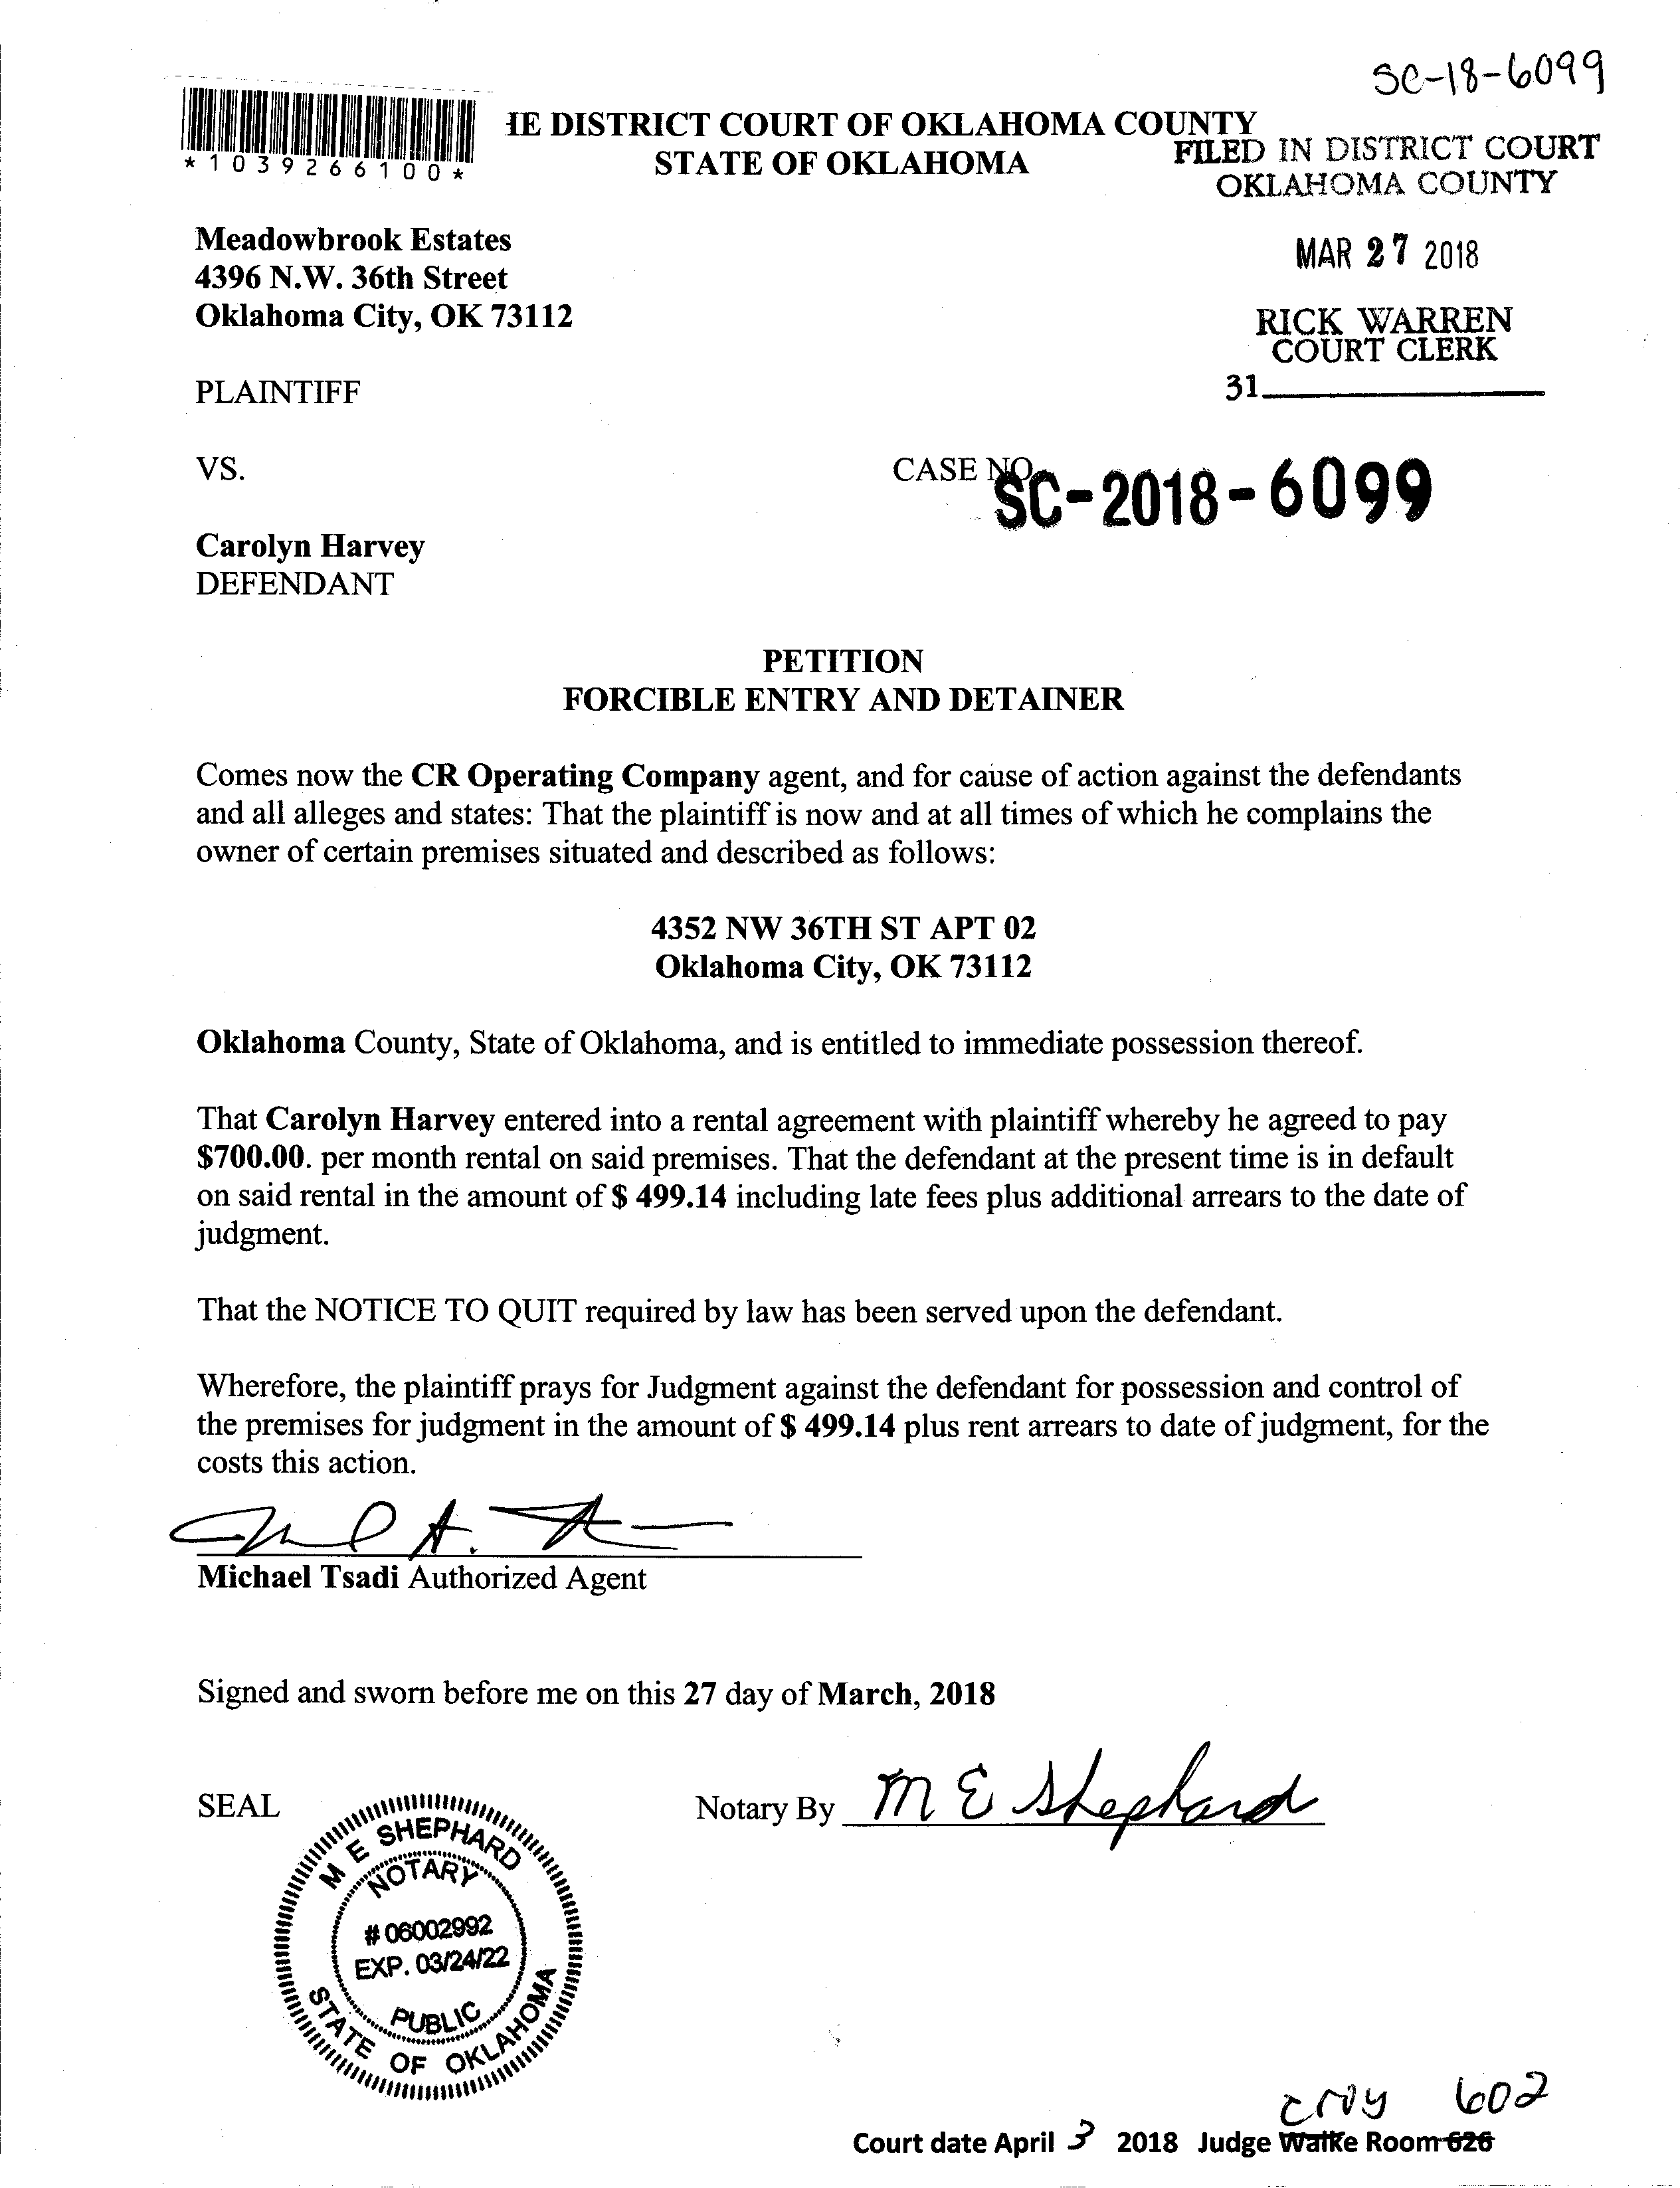 SC-18-6099
*1039266100*
IE DISTRICT COURT OF OKLAHOMA COUNTY
STATE OF OKLAHOMA
FILED IN DISTRICT COURT
OKLAHOMA COUNTY
MAR 27 2018
RICK WARREN
COURT CLERK
31
Meadowbrook Estates
4396 N.W. 36th Street
Oklahoma City, OK 73112
PLAINTIFF
VS.
CASE NO.
SC-2018-6099
Carolyn Harvey
DEFENDANT
PETITION
FORCIBLE ENTRY AND DETAINER
Comes now the CR Operating Company agent, and for cause of action against the defendants
and all alleges and states: That the plaintiff is now and at all times of which he complains the
owner of certain premises situated and described as follows:
4352 NW 36TH ST APT 02
Oklahoma City, OK 73112
Oklahoma County, State of Oklahoma, and is entitled to immediate possession thereof.
That Carolyn Harvey entered into a rental agreement with plaintiff whereby he agreed to pay
$700.00. per month rental on said premises. That the defendant at the present time is in default
on said rental in the amount of $ 499.14 including late fees plus additional arrears to the date of
judgment.
That the NOTICE TO QUIT required by law has been served upon the defendant.
Wherefore, the plaintiff prays for Judgment against the defendant for possession and control of
the premises for judgment in the amount of $ 499.14 plus rent arrears to date of judgment, for the
costs this action.
Michael Tsadi Authorized Agent
Signed and sworn before me on this 27 day of March, 2018
SEAL
Notary By M E Shephard
M E SHEPHARD
NOTARY
# 06002992
EXP. 03/24/22
PUBLIC
STATE OF OKLAHOMA
602
Court date April 3 2018 Judge Walke Room 626